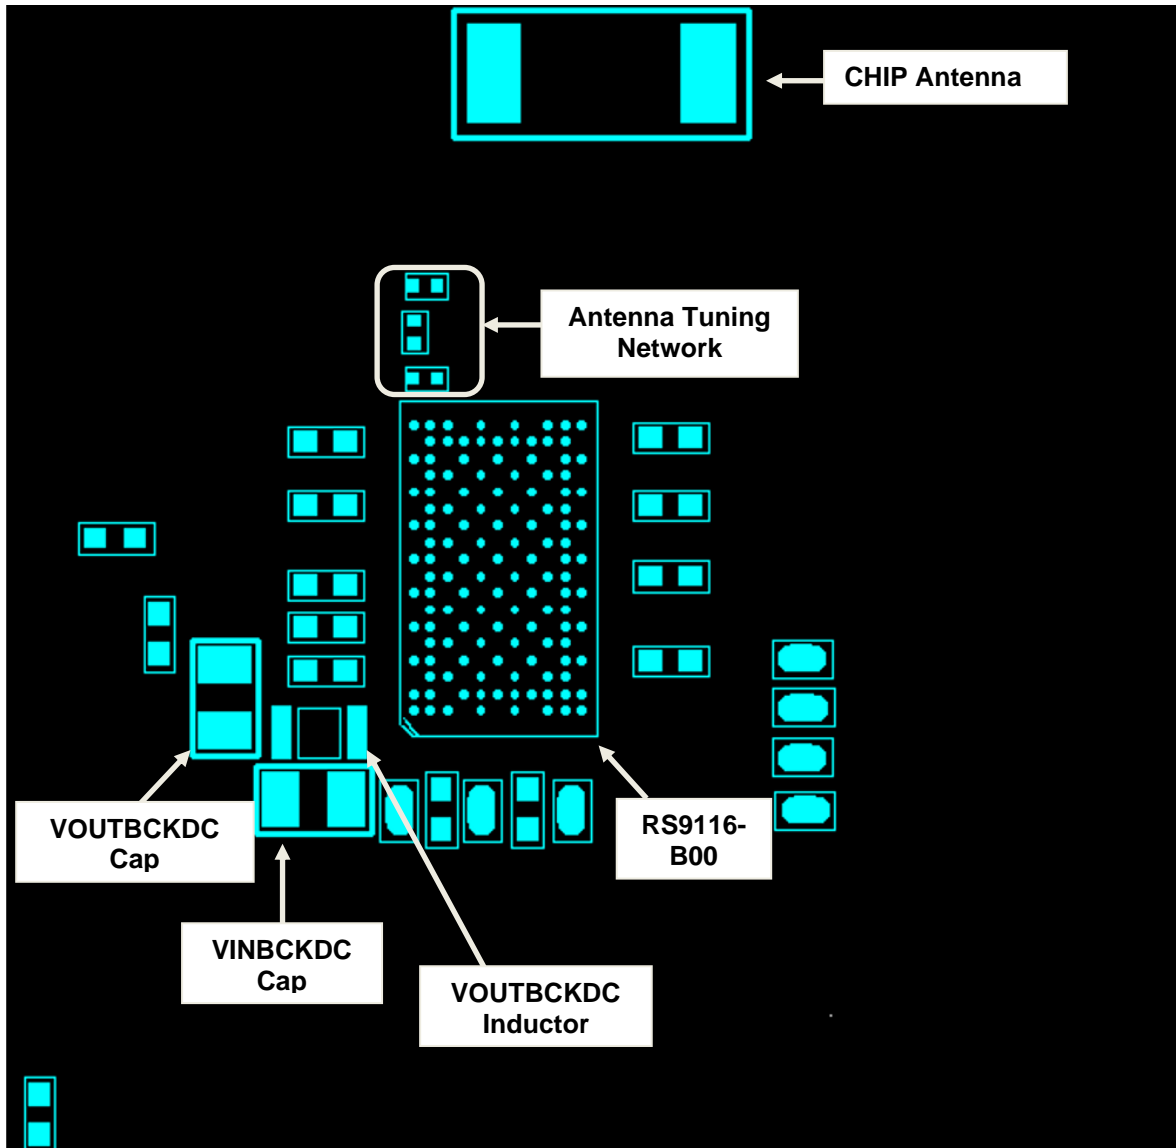 CHIP Antenna
Antenna Tuning
Network
VOUTBCKDC
Cap
RS9116-
B00
VINBCKDC
Cap
VOUTBCKDC
Inductor